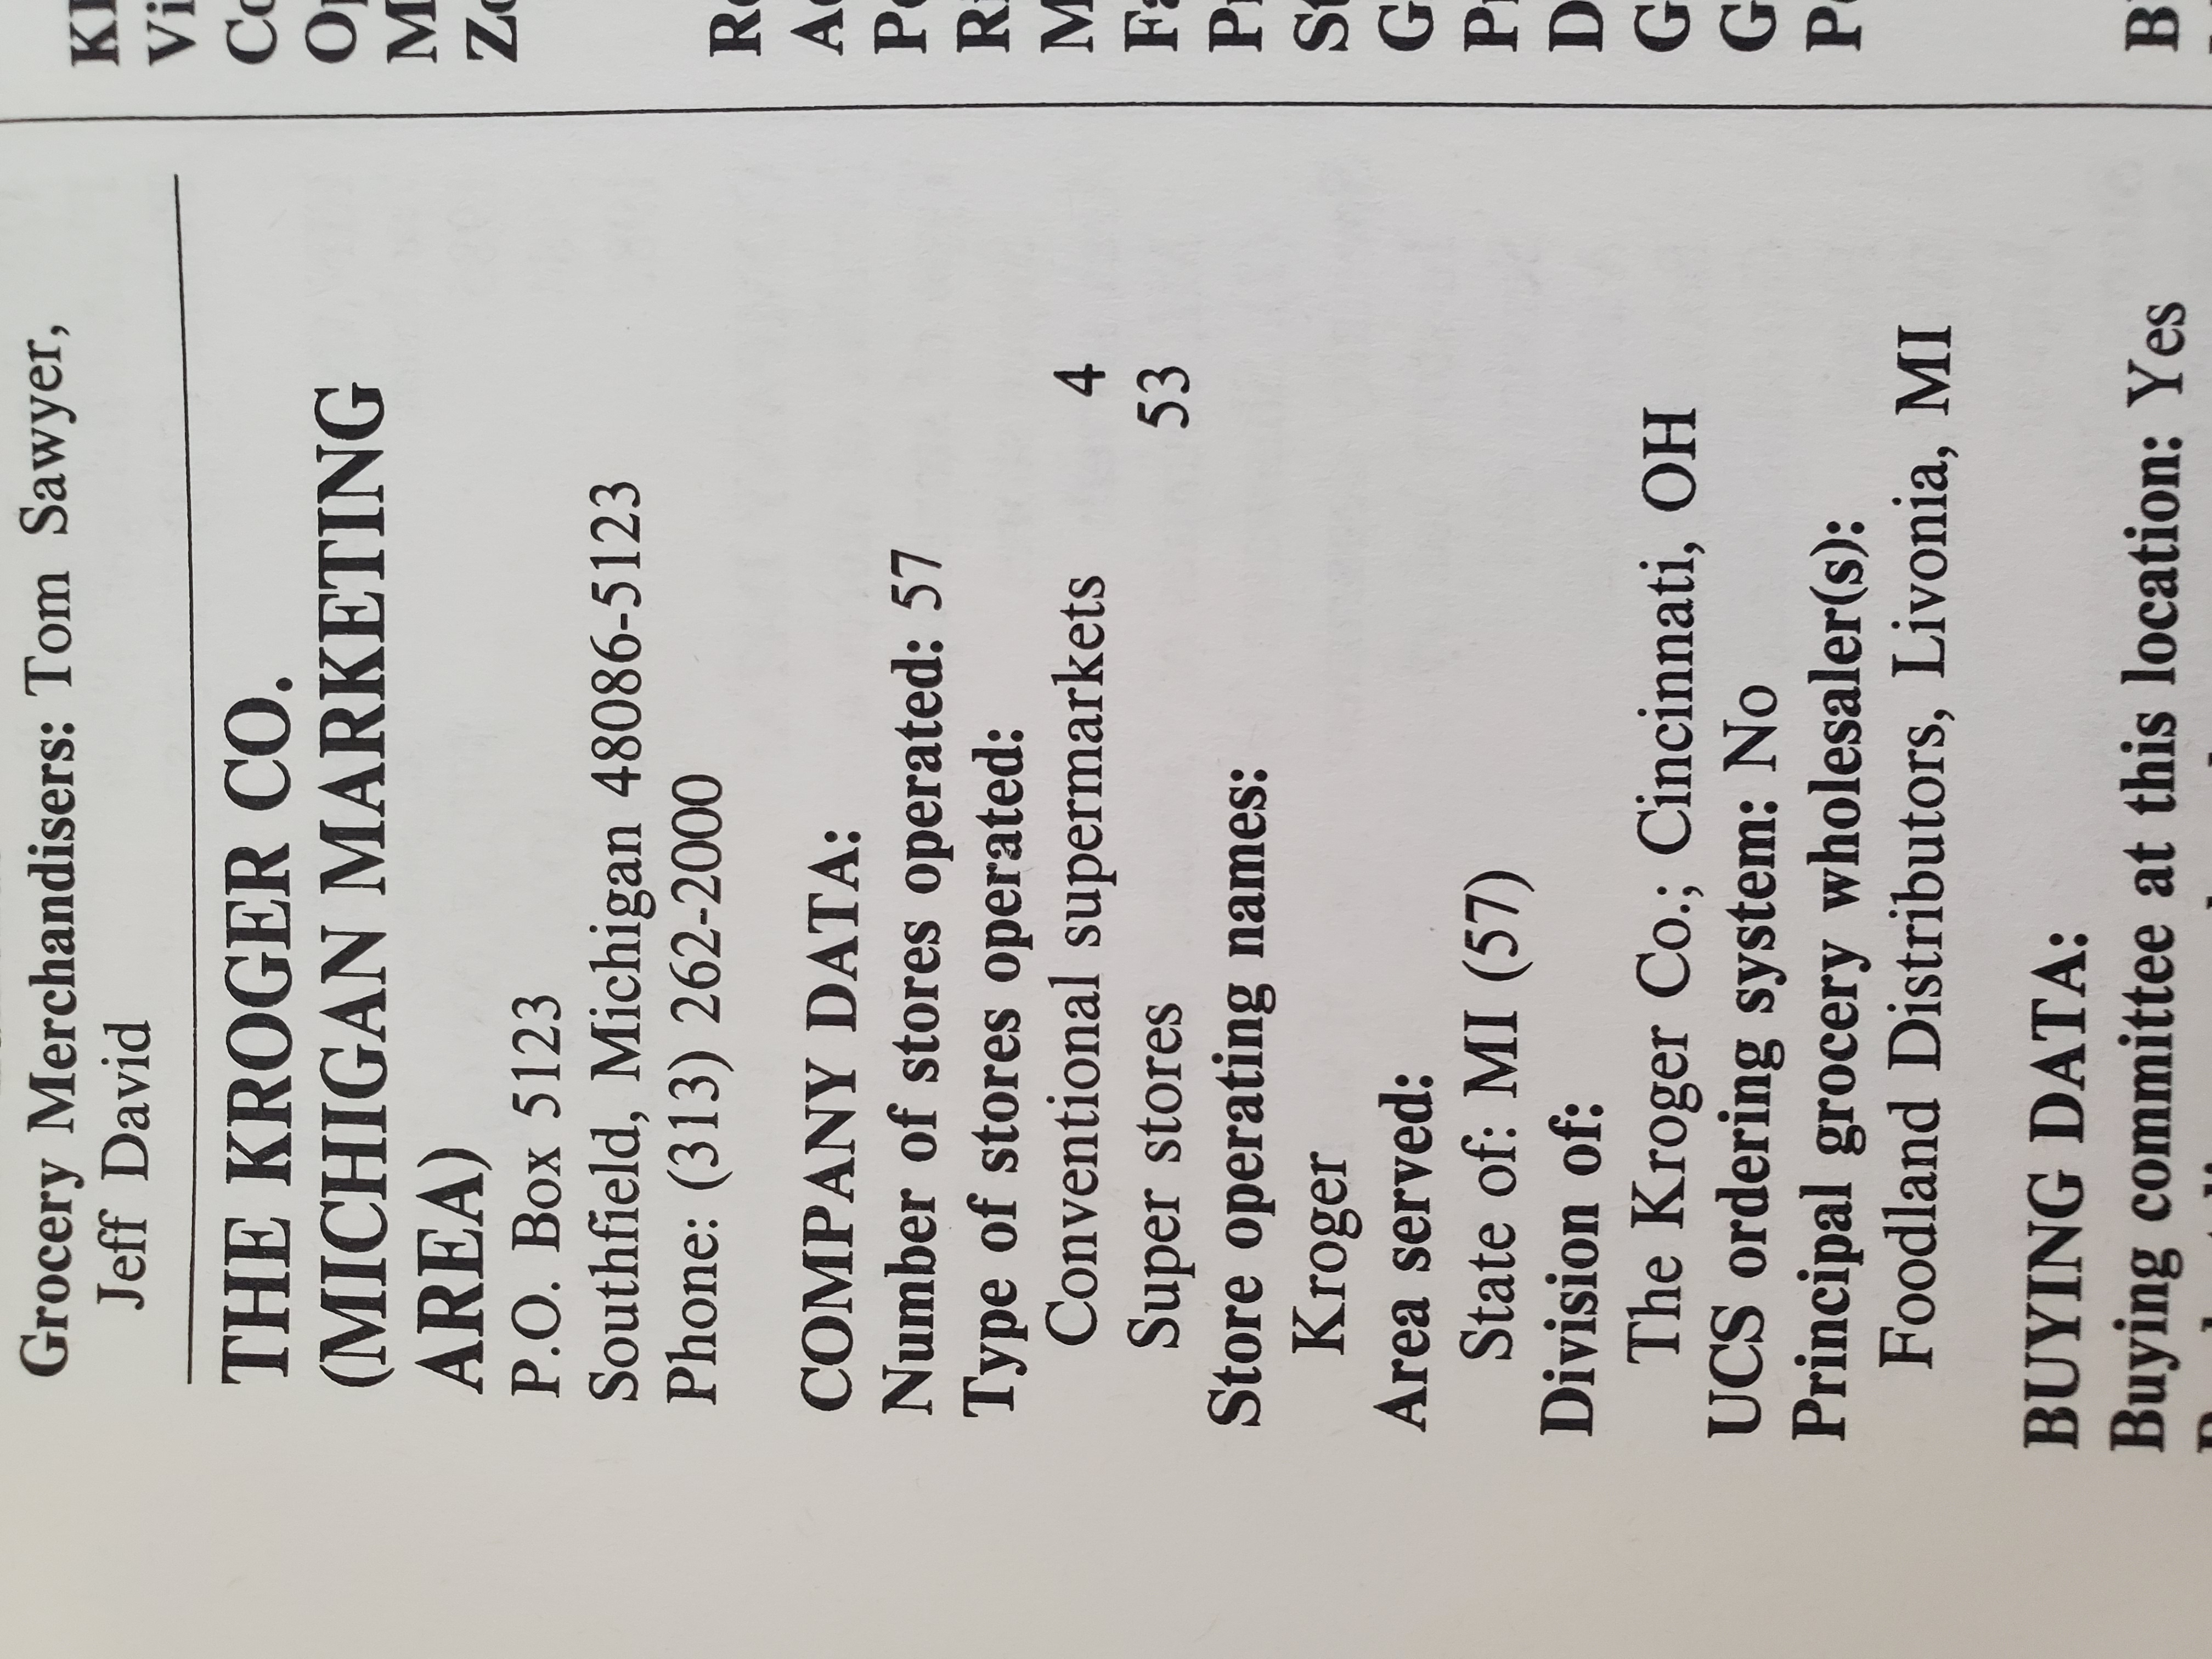 Grocery Merchandisers: Tom Sawyer,
Jeff David
THE KROGER CO.
(MICHIGAN MARKETING
AREA)
P.O. Box 5123
Southfield, Michigan 48086-5123
Phone: (313) 262-2000
COMPANY DATA:
Number of stores operated: 57
Type of stores operated:
Conventional supermarkets 4
Super stores 53
Store operating names:
Kroger
Area served:
State of: MI (57)
Division of:
The Kroger Co.; Cincinnati, OH
UCS ordering system: No
Principal grocery wholesaler(s):
Foodland Distributors, Livonia, MI
BUYING DATA:
Buying committee at this location: Yes